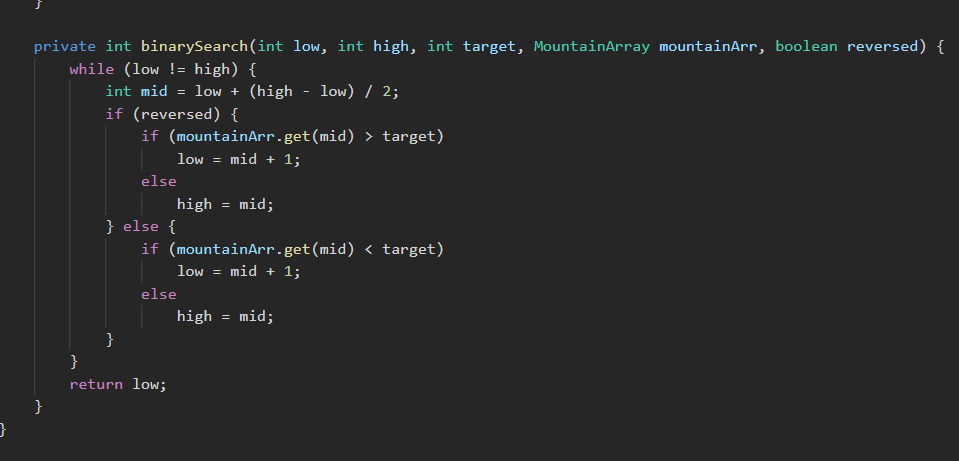 }
private int binarySearch(int low, int high, int target, MountainArray mountainArr, boolean reversed) {
while (low != high) {
int mid = low + (high - low) / 2;
if (reversed) {
if (mountainArr.get(mid) > target)
low = mid + 1;
else
high = mid;
} else {
if (mountainArr.get(mid) < target)
low = mid + 1;
else
high = mid;
}
}
return low;
}
}